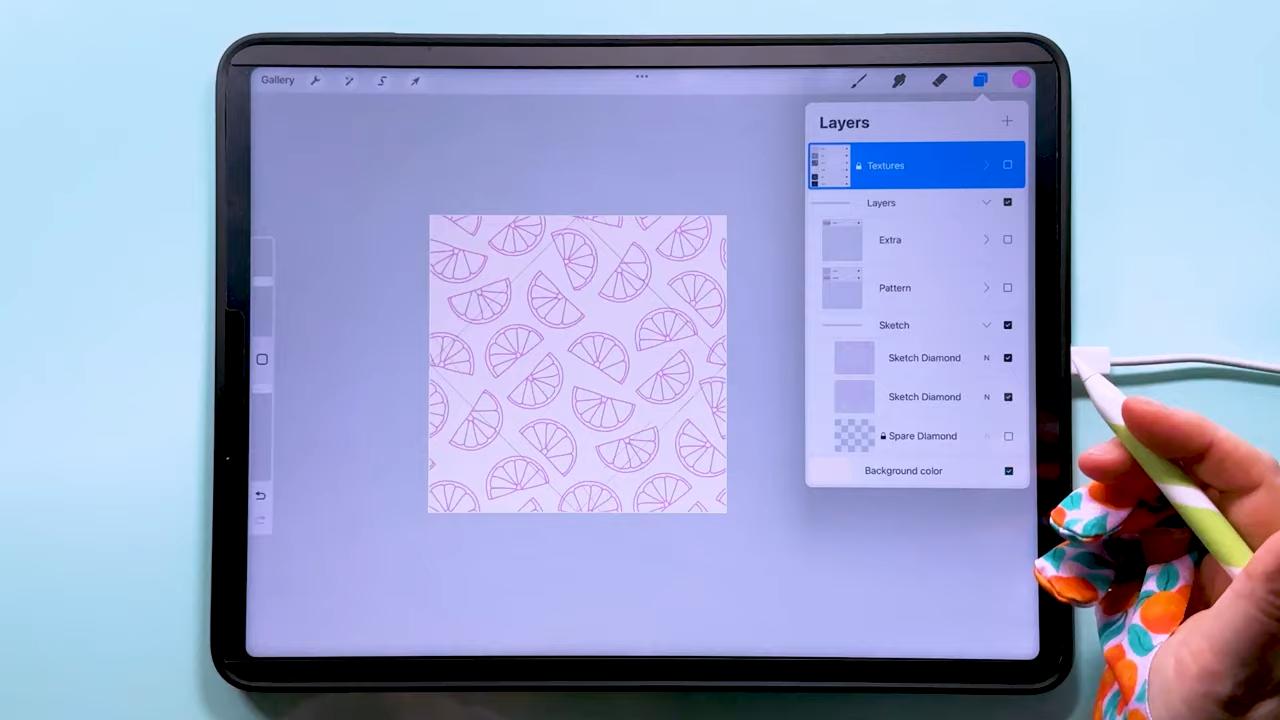 Gallery
Layers
Textures
Layers
Extra
Pattern
Sketch
Sketch Diamond N
Sketch Diamond N
Spare Diamond N
Background color